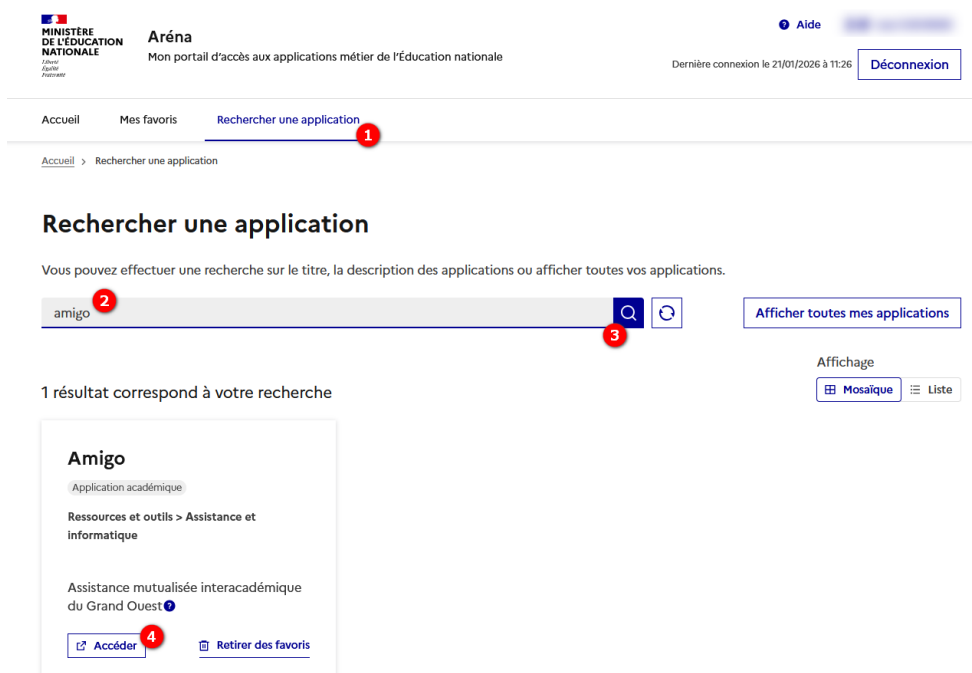 MINISTÈRE
DE L'ÉDUCATION
NATIONALE
Liberté
Égalité
Fraternité
Aréna
Mon portail d'accès aux applications métier de l'Éducation nationale
Aide
Dernière connexion le 21/01/2026 à 11:26
Déconnexion
Accueil Mes favoris Rechercher une application
1
Accueil > Rechercher une application
Rechercher une application
Vous pouvez effectuer une recherche sur le titre, la description des applications ou afficher toutes vos applications.
amigo
2
3
Afficher toutes mes applications
Affichage
Mosaïque Liste
1 résultat correspond à votre recherche
Amigo
Application académique
Ressources et outils > Assistance et
informatique
Assistance mutualisée interacadémique
du Grand Ouest
Accéder
4
Retirer des favoris